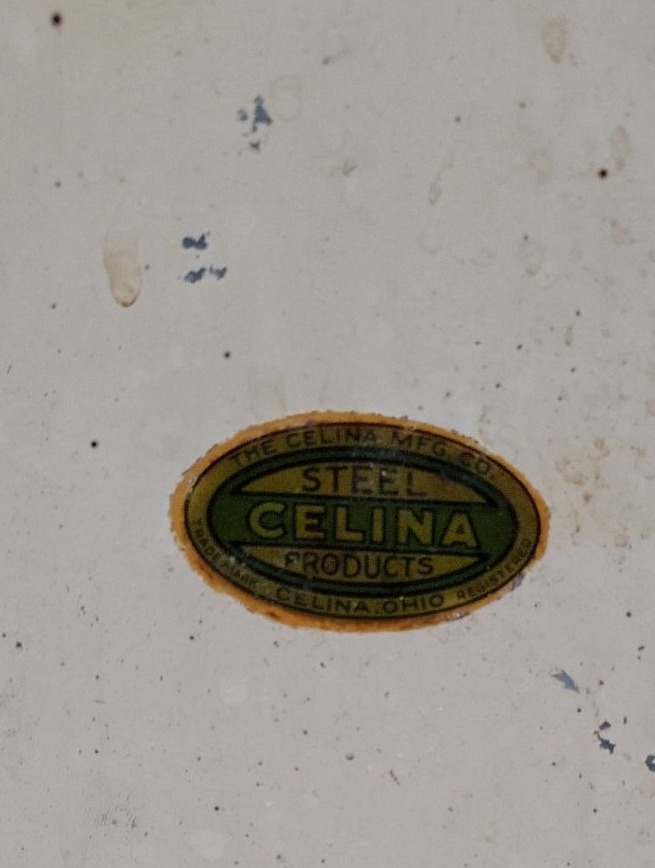 THE CELINA MFG. CO.
STEEL
CELINA
PRODUCTS
TRADE MARK CELINA, OHIO REGISTERED